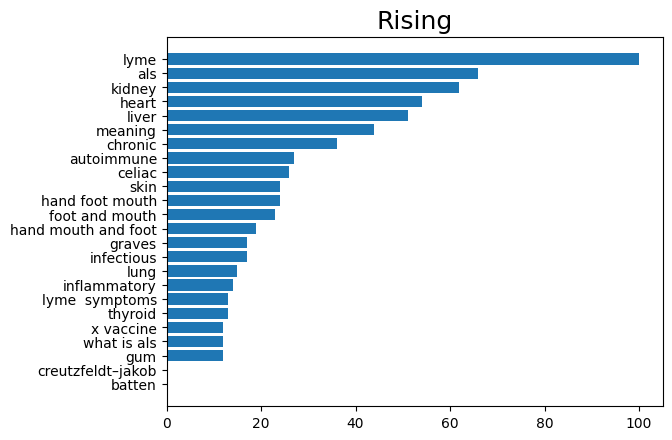 Rising
lyme
als
kidney
heart
liver
meaning
chronic
autoimmune
celiac
skin
hand foot mouth
foot and mouth
hand mouth and foot
graves
infectious
lung
inflammatory
lyme  symptoms
thyroid
x vaccine
what is als
gum
creutzfeldt–jakob
batten
0 20 40 60 80 100